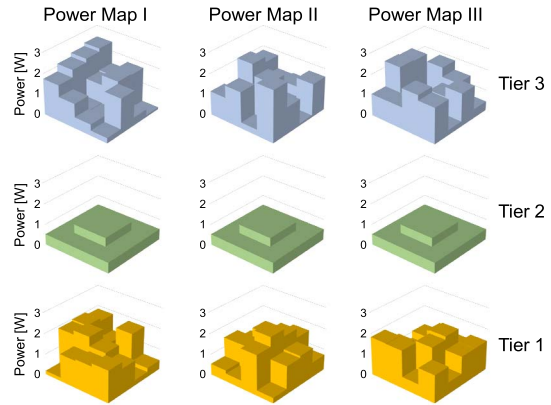 Power Map I Power Map II Power Map III
Power [W] 3 2 1 0 3 2 1 0 3 2 1 0 Tier 3
Power [W] 3 2 1 0 3 2 1 0 3 2 1 0 Tier 2
Power [W] 3 2 1 0 3 2 1 0 3 2 1 0 Tier 1